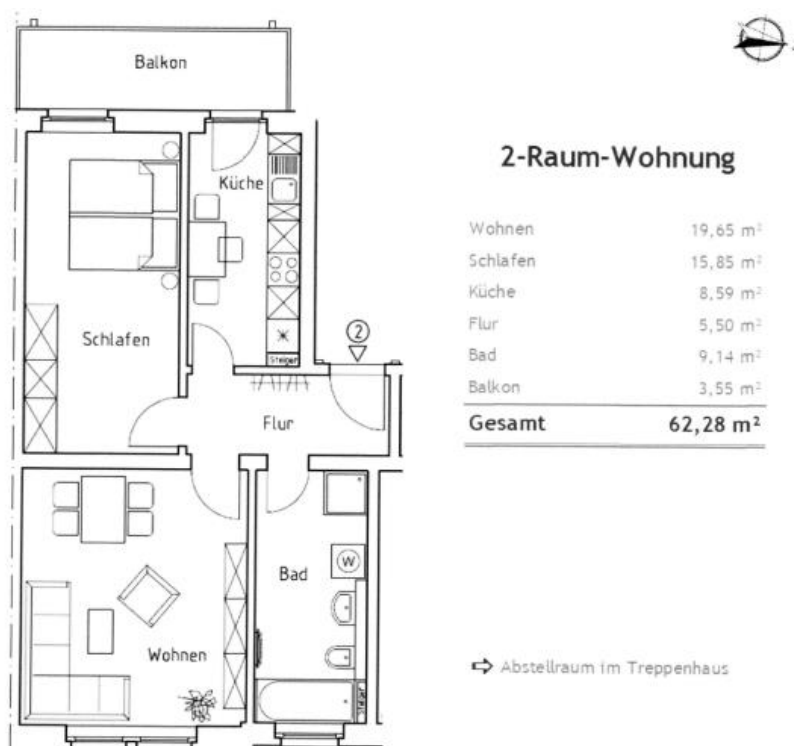 Balkon
Küche
2-Raum-Wohnung
Wohnen 19,65 m²
Schlafen 15,85 m²
Küche 8,59 m²
Flur 5,50 m²
Bad 9,14 m²
Balkon 3,55 m²
Gesamt 62,28 m²
Schlafen
2
Steiger
Flur
Bad
W
Wohnen
Steiger
Abstellraum im Treppenhaus